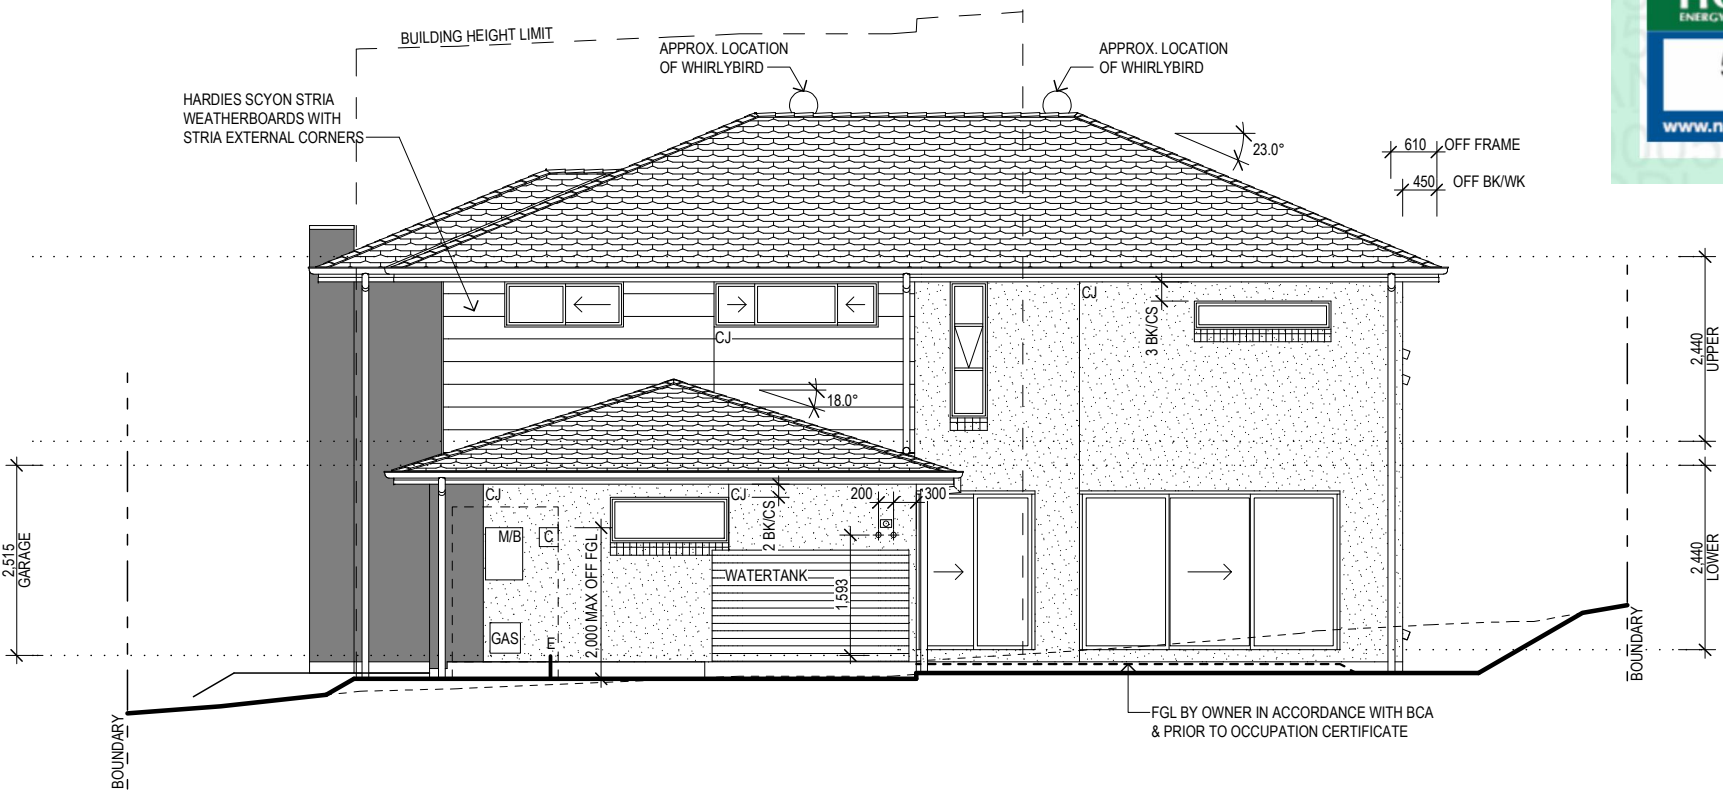 BUILDING HEIGHT LIMIT
APPROX. LOCATION
OF WHIRLYBIRD
APPROX. LOCATION
OF WHIRLYBIRD
HARDIES SCYON STRIA
WEATHERBOARDS WITH
STRIA EXTERNAL CORNERS
23.0°
610 OFF FRAME
450 OFF BK/WK
ENERGY
www.n
CJ
3 BK/CS
CJ
2,440
UPPER
18.0°
CJ
CJ
2 BK/CS
200
300
M/B
C
2,000 MAX OFF FGL
WATERTANK
1,593
GAS
E
2,515
GARAGE
2,440
LOWER
BOUNDARY
BOUNDARY
FGL BY OWNER IN ACCORDANCE WITH BCA
& PRIOR TO OCCUPATION CERTIFICATE